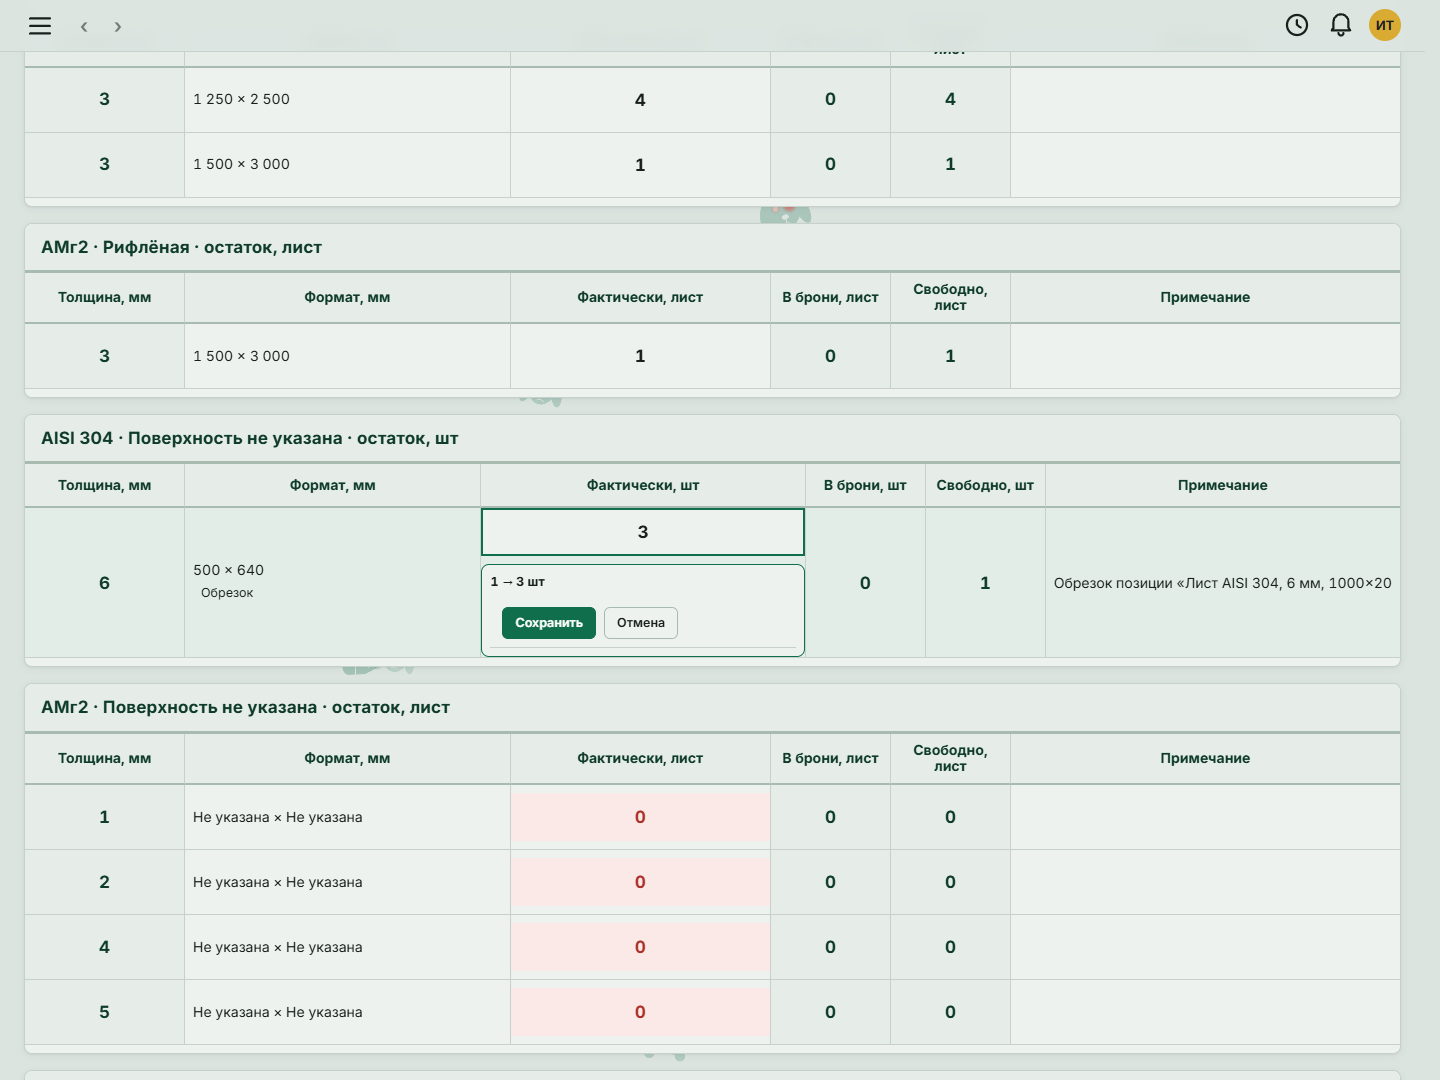 ‹ ›
ИТ
лист
3 1 250 × 2 500 4 0 4
3 1 500 × 3 000 1 0 1
АМг2 · Рифлёная · остаток, лист
Толщина, мм Формат, мм Фактически, лист В брони, лист Свободно, лист Примечание
3 1 500 × 3 000 1 0 1
AISI 304 · Поверхность не указана · остаток, шт
Толщина, мм Формат, мм Фактически, шт В брони, шт Свободно, шт Примечание
3
6 500 × 640 0 1 Обрезок позиции «Лист AISI 304, 6 мм, 1000×20
Обрезок
1 → 3 шт
Сохранить Отмена
АМг2 · Поверхность не указана · остаток, лист
Толщина, мм Формат, мм Фактически, лист В брони, лист Свободно, лист Примечание
1 Не указана × Не указана 0 0 0
2 Не указана × Не указана 0 0 0
4 Не указана × Не указана 0 0 0
5 Не указана × Не указана 0 0 0